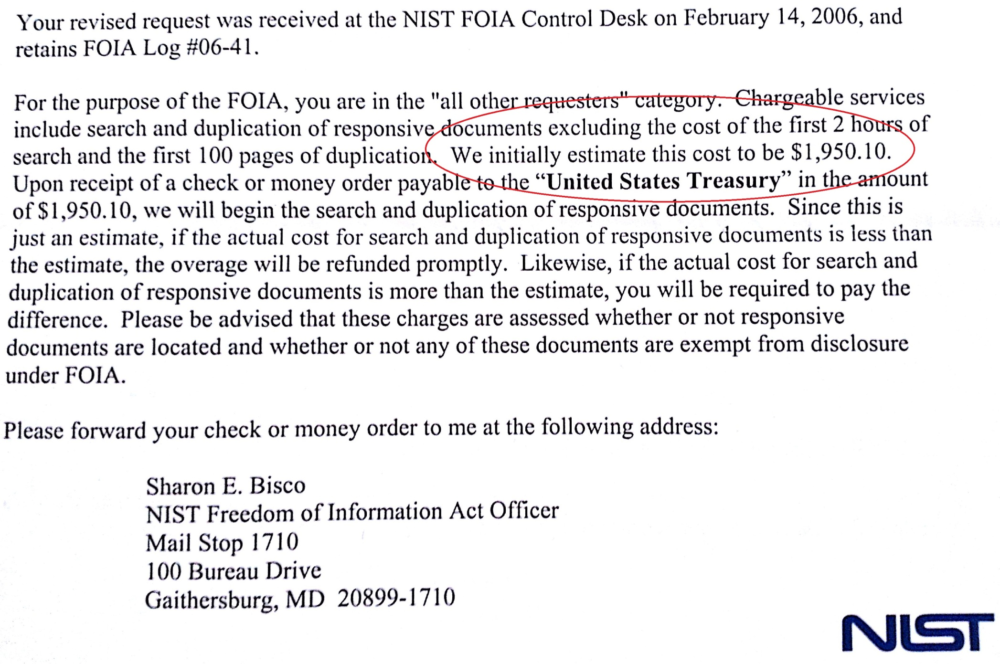 Your revised request was received at the NIST FOIA Control Desk on February 14, 2006, and
retains FOIA Log #06-41.
For the purpose of the FOIA, you are in the "all other requesters" category.  Chargeable services
include search and duplication of responsive documents excluding the cost of the first 2 hours of
search and the first 100 pages of duplication.  We initially estimate this cost to be $1,950.10.
Upon receipt of a check or money order payable to the “United States Treasury” in the amount
of $1,950.10, we will begin the search and duplication of responsive documents.  Since this is
just an estimate, if the actual cost for search and duplication of responsive documents is less than
the estimate, the overage will be refunded promptly.  Likewise, if the actual cost for search and
duplication of responsive documents is more than the estimate, you will be required to pay the
difference.  Please be advised that these charges are assessed whether or not responsive
documents are located and whether or not any of these documents are exempt from disclosure
under FOIA.
Please forward your check or money order to me at the following address:
Sharon E. Bisco
NIST Freedom of Information Act Officer
Mail Stop 1710
100 Bureau Drive
Gaithersburg, MD  20899-1710
NIST